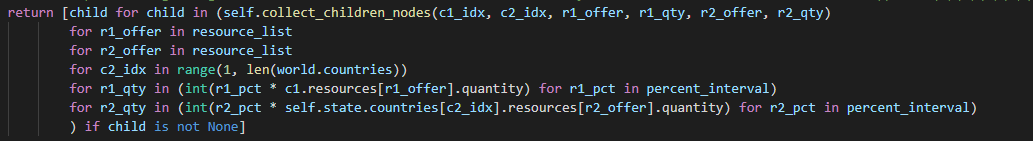 return [child for child in (self.collect_children_nodes(c1_idx, c2_idx, r1_offer, r1_qty, r2_offer, r2_qty)
for r1_offer in resource_list
for r2_offer in resource_list
for c2_idx in range(1, len(world.countries))
for r1_qty in (int(r1_pct * c1.resources[r1_offer].quantity) for r1_pct in percent_interval)
for r2_qty in (int(r2_pct * self.state.countries[c2_idx].resources[r2_offer].quantity) for r2_pct in percent_interval)
) if child is not None]